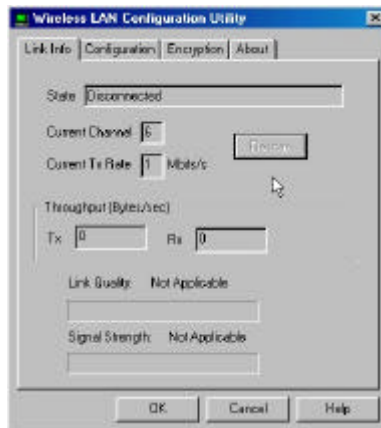 Wireless LAN Configuration Utility
Link Info Configuration Encryption About
State Disconnected
Current Channel 6
Rescan
Current Tx Rate 1 Mbits/s
Throughput (Bytes/sec)
Tx 0 Rx 0
Link Quality: Not Applicable
Signal Strength: Not Applicable
OK Cancel Help